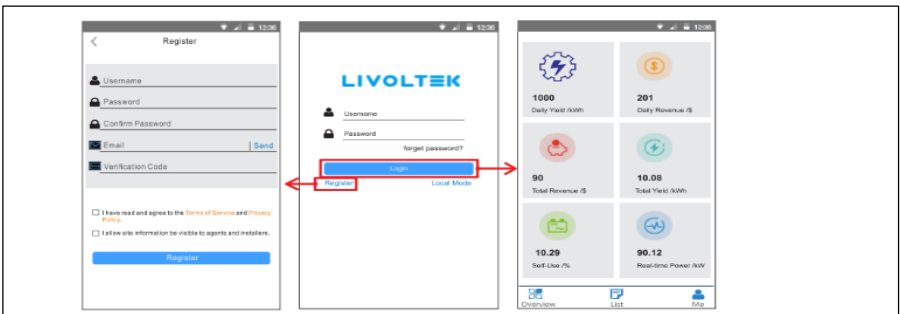 12:36
Register
Username
Password
Confirm Password
Email | Send
Verification Code
I have read and agree to the Terms of Service and Privacy
Policy.
I allow site information be visible to agents and installers.
Register
12:36
LIVOLTEK
Username
Password
forget password?
Login
Register Local Mode
12:36
1000 201
Daily Yield /kWh Daily Revenue /$
90 10.08
Total Revenue /$ Total Yield /kWh
10.29 90.12
Self-Use /% Real-time Power /kW
Overview List Me